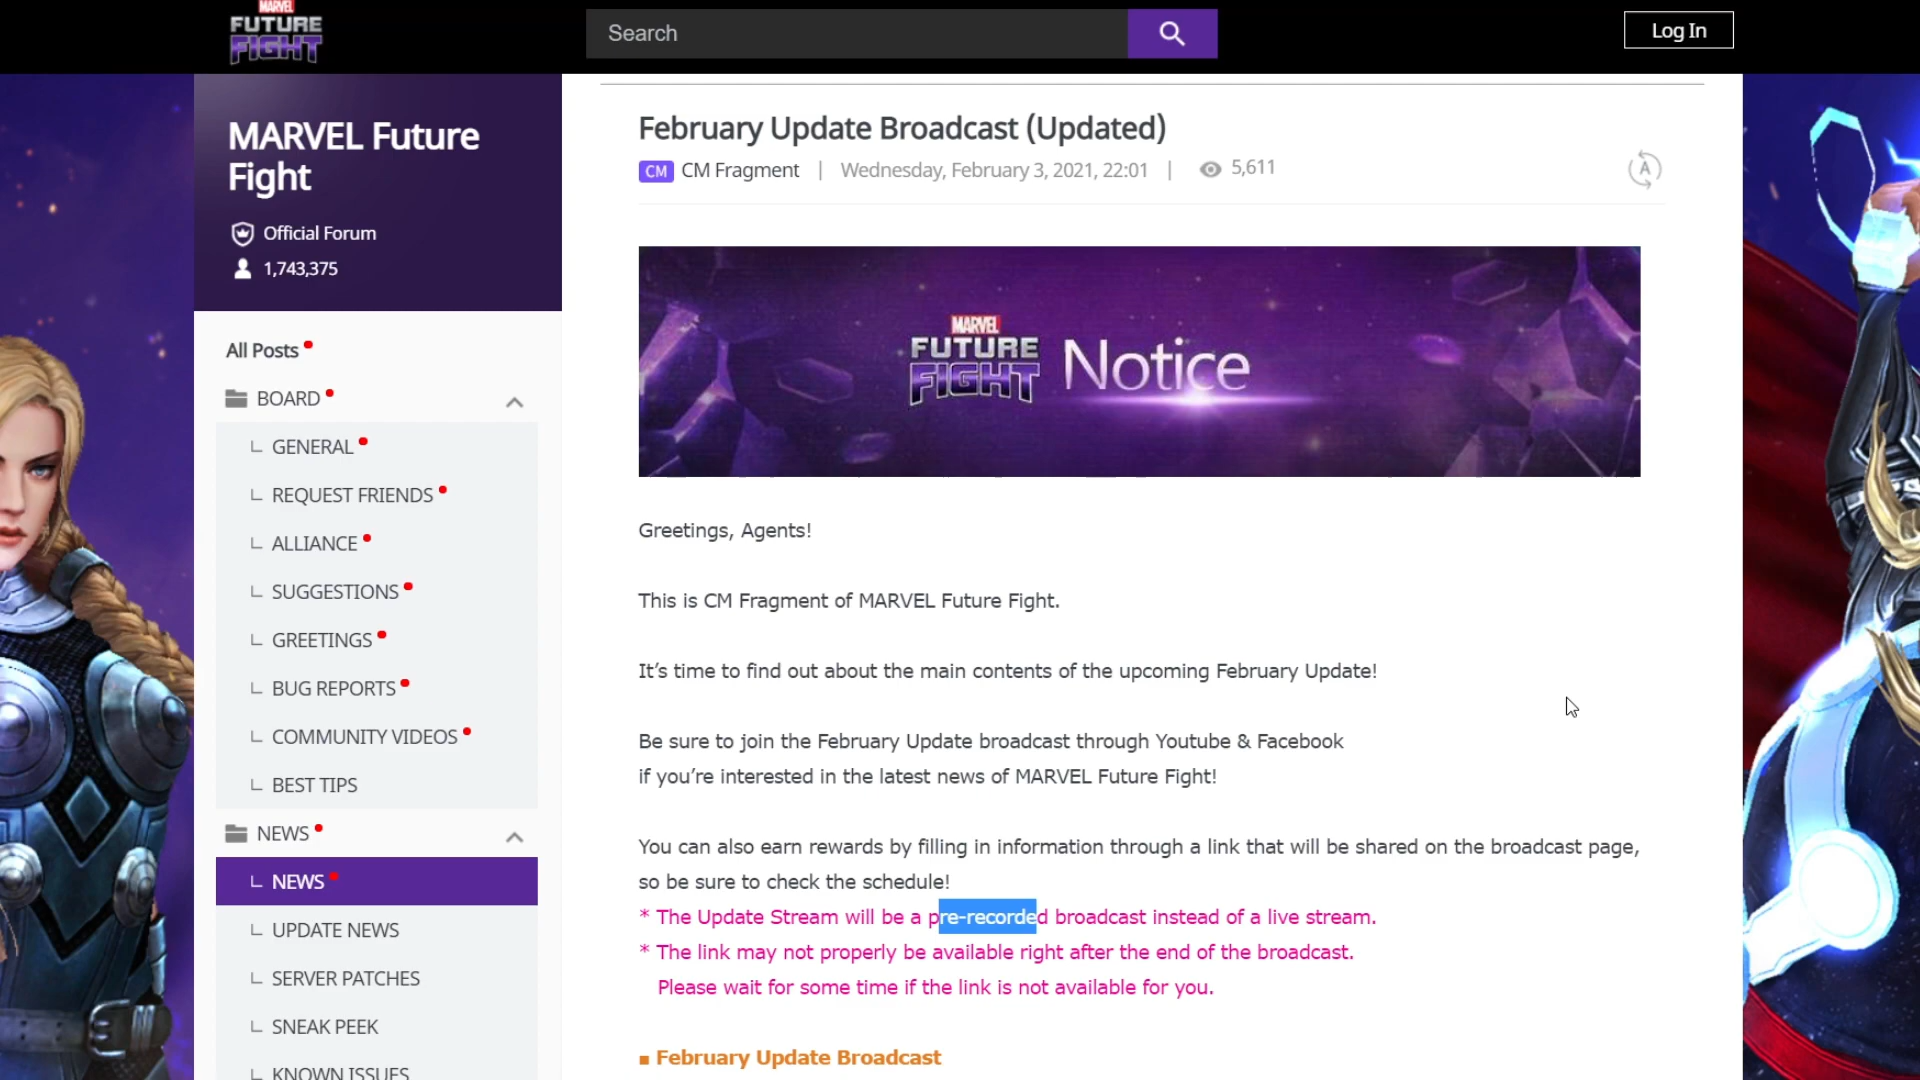 MARVEL
FUTURE
FIGHT
Search
Log In
MARVEL Future
Fight
Official Forum
1,743,375
All Posts
BOARD
GENERAL
REQUEST FRIENDS
ALLIANCE
SUGGESTIONS
GREETINGS
BUG REPORTS
COMMUNITY VIDEOS
BEST TIPS
NEWS
NEWS
UPDATE NEWS
SERVER PATCHES
SNEAK PEEK
KNOWN ISSUES
February Update Broadcast (Updated)
CM CM Fragment | Wednesday, February 3, 2021, 22:01 | 5,611
A
MARVEL
FUTURE
FIGHT
Notice
Greetings, Agents!
This is CM Fragment of MARVEL Future Fight.
It’s time to find out about the main contents of the upcoming February Update!
Be sure to join the February Update broadcast through Youtube & Facebook
if you’re interested in the latest news of MARVEL Future Fight!
You can also earn rewards by filling in information through a link that will be shared on the broadcast page,
so be sure to check the schedule!
* The Update Stream will be a pre-recorded broadcast instead of a live stream.
* The link may not properly be available right after the end of the broadcast.
Please wait for some time if the link is not available for you.
■ February Update Broadcast